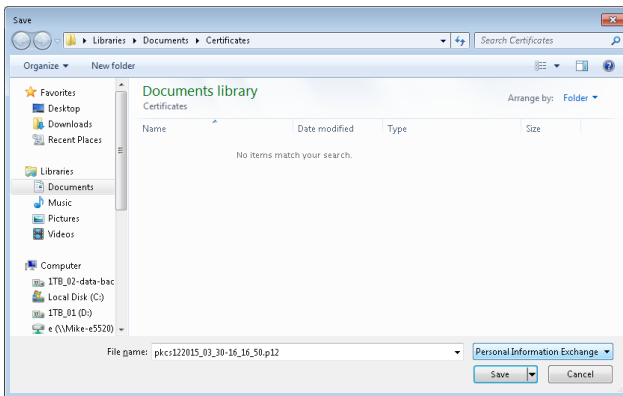 Save
Libraries Documents Certificates
Search Certificates
Organize New folder
Favorites
Desktop
Downloads
Recent Places
Libraries
Documents
Music
Pictures
Videos
Computer
1TB_02-data-bac
Local Disk (C:)
1TB_01 (D:)
e (\\Mike-e5520)
Documents library
Certificates
Arrange by: Folder
Name Date modified Type Size
No items match your search.
File name: pkcs122015_03_30-16_16_50.p12
Personal Information Exchange
Save Cancel